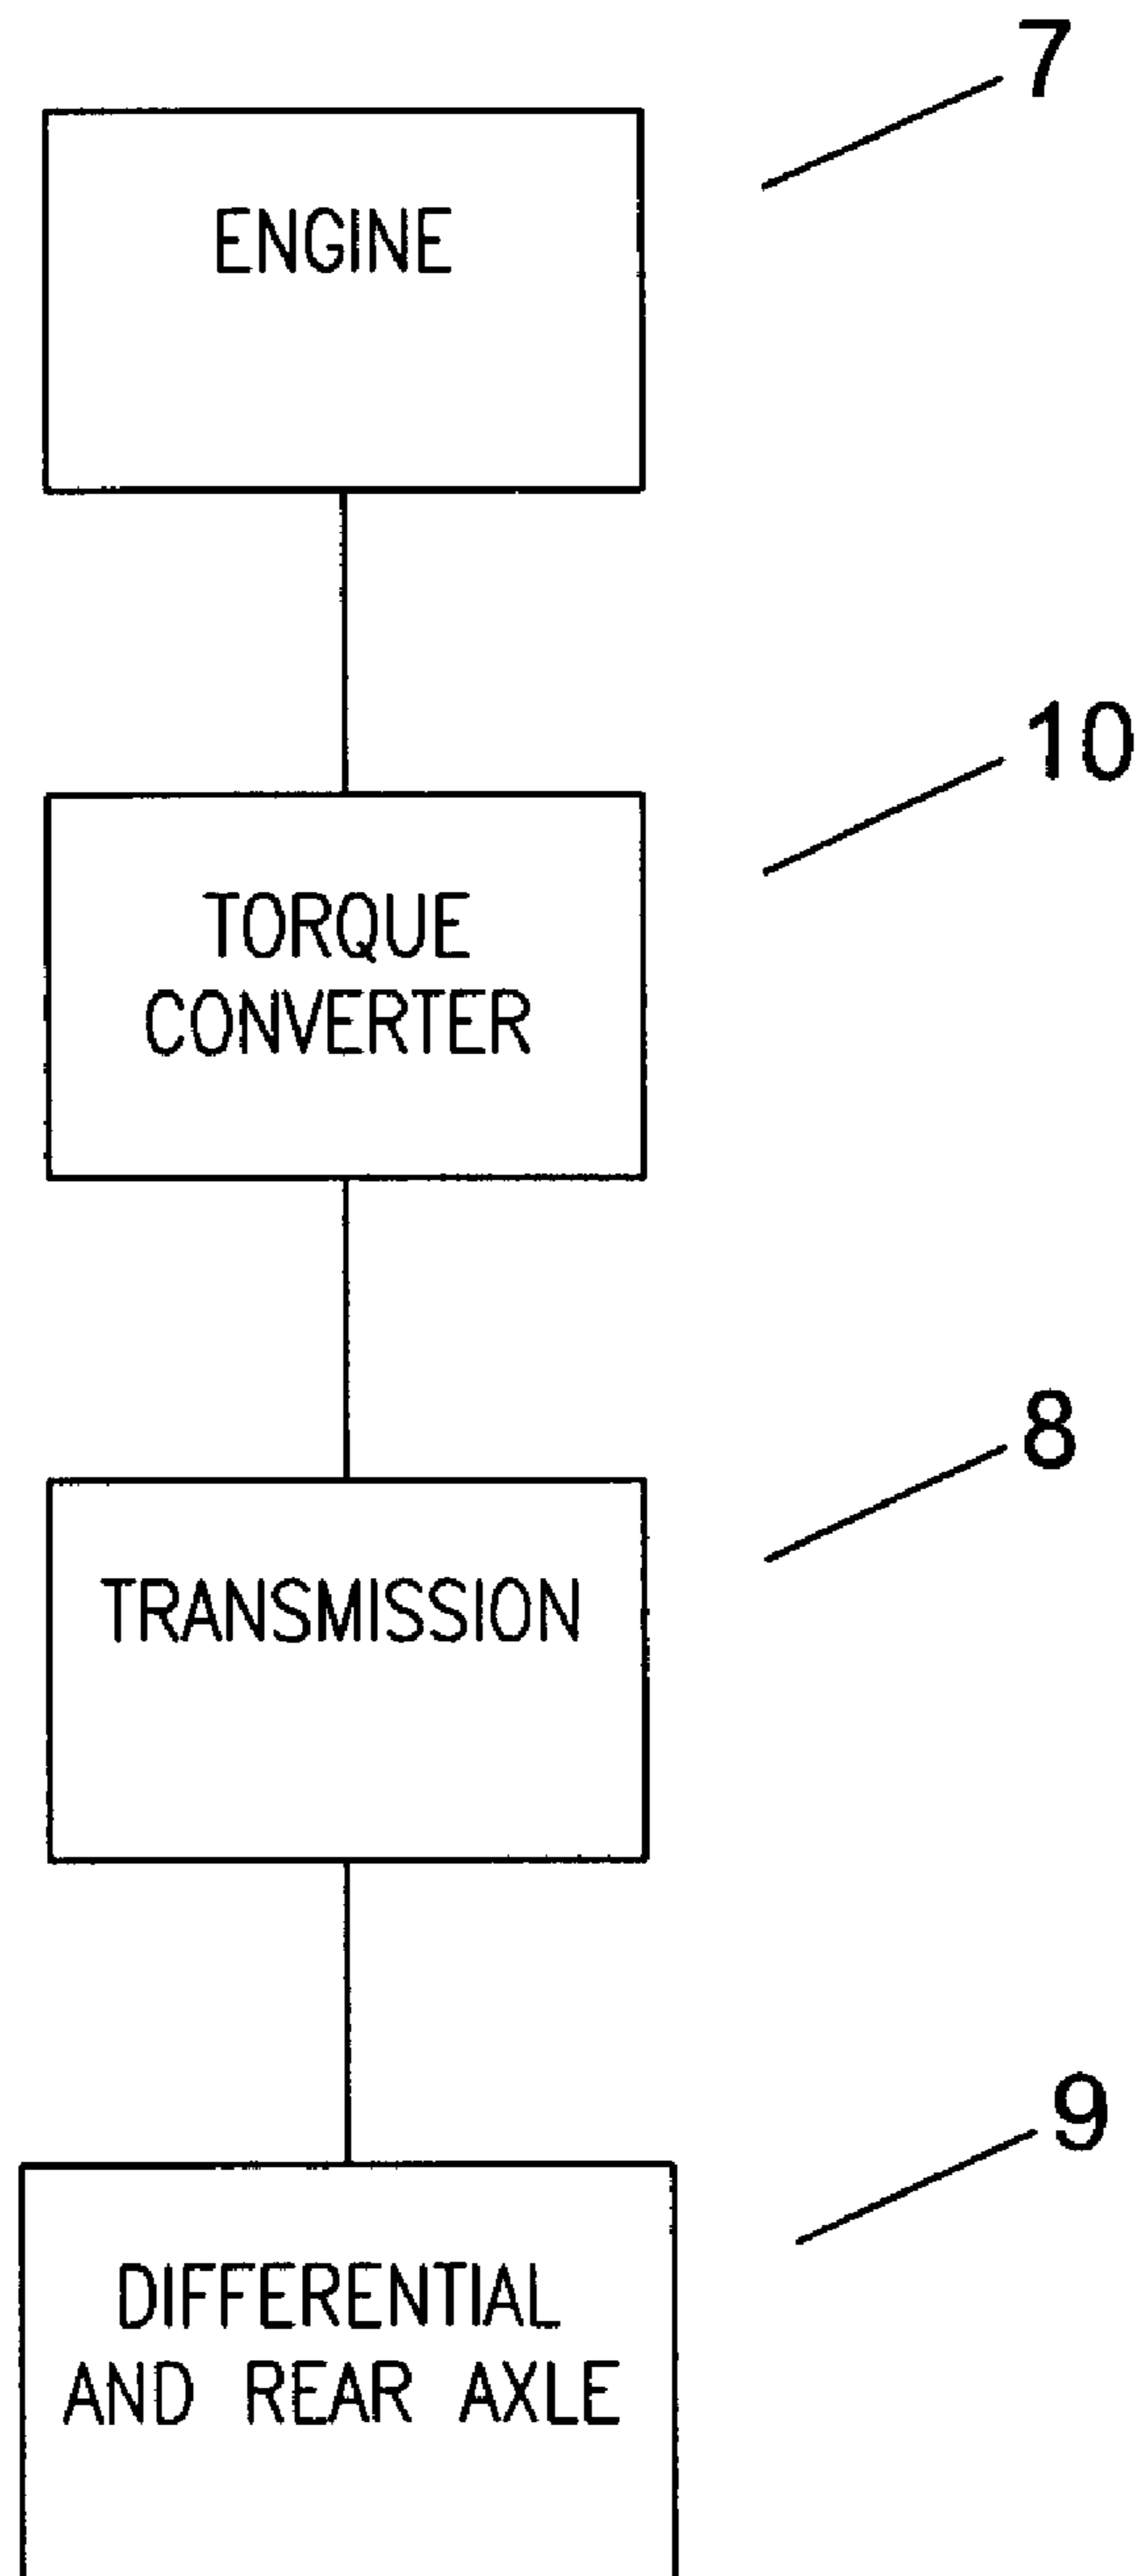 7
ENGINE
10
TORQUE
CONVERTER
8
TRANSMISSION
9
DIFFERENTIAL
AND REAR AXLE